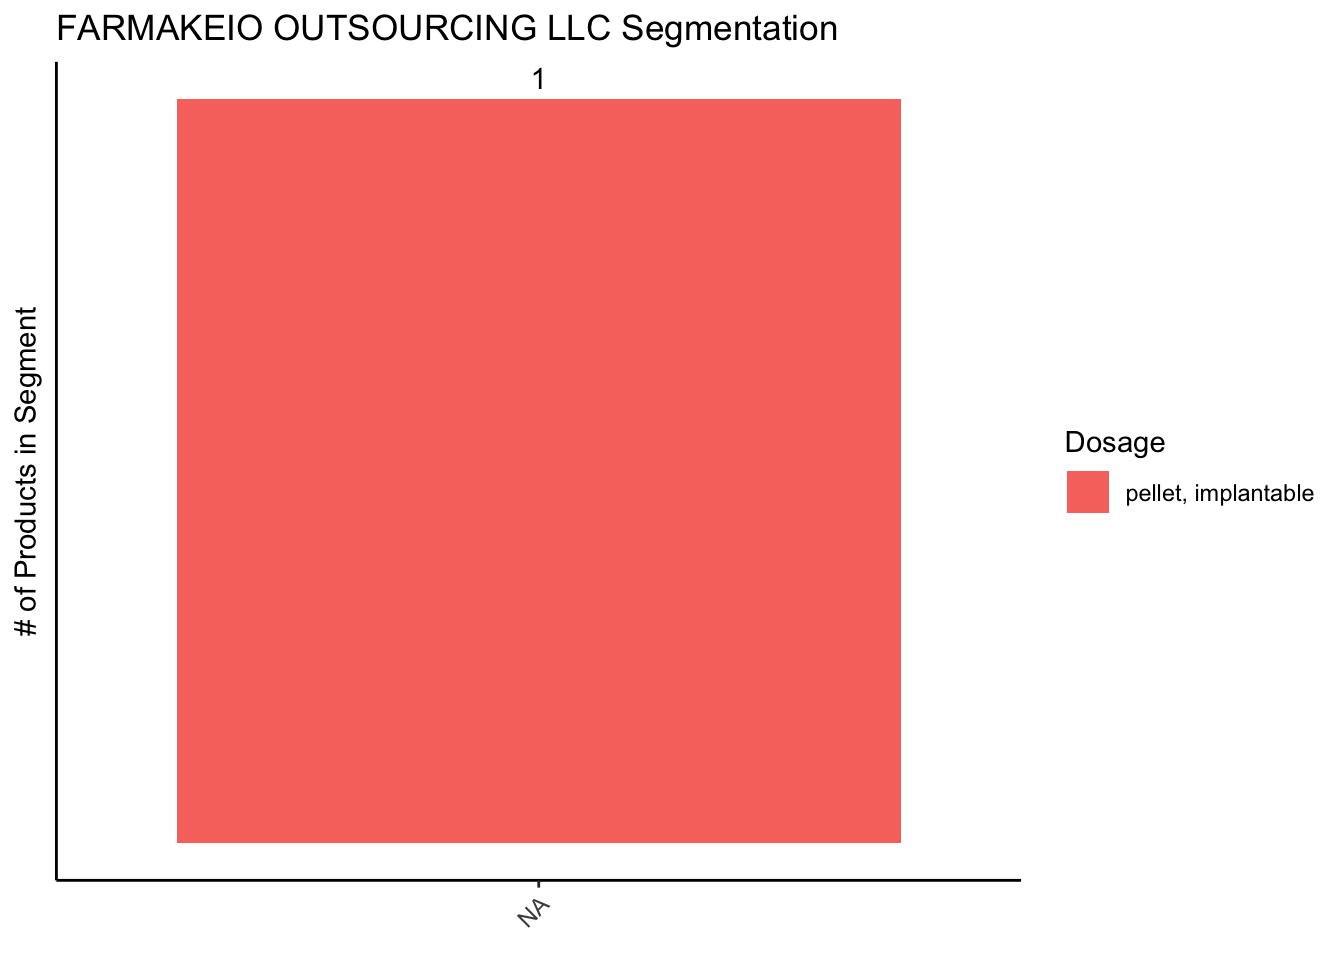 FARMAKEIO OUTSOURCING LLC Segmentation
1
# of Products in Segment
Dosage
pellet, implantable
NA